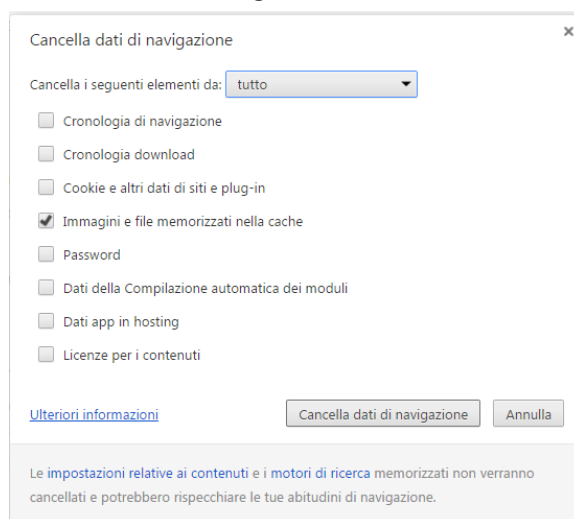 Cancella dati di navigazione
Cancella i seguenti elementi da: tutto
Cronologia di navigazione
Cronologia download
Cookie e altri dati di siti e plug-in
Immagini e file memorizzati nella cache
Password
Dati della Compilazione automatica dei moduli
Dati app in hosting
Licenze per i contenuti
Ulteriori informazioni Cancella dati di navigazione Annulla
Le impostazioni relative ai contenuti e i motori di ricerca memorizzati non verranno
cancellati e potrebbero rispecchiare le tue abitudini di navigazione.